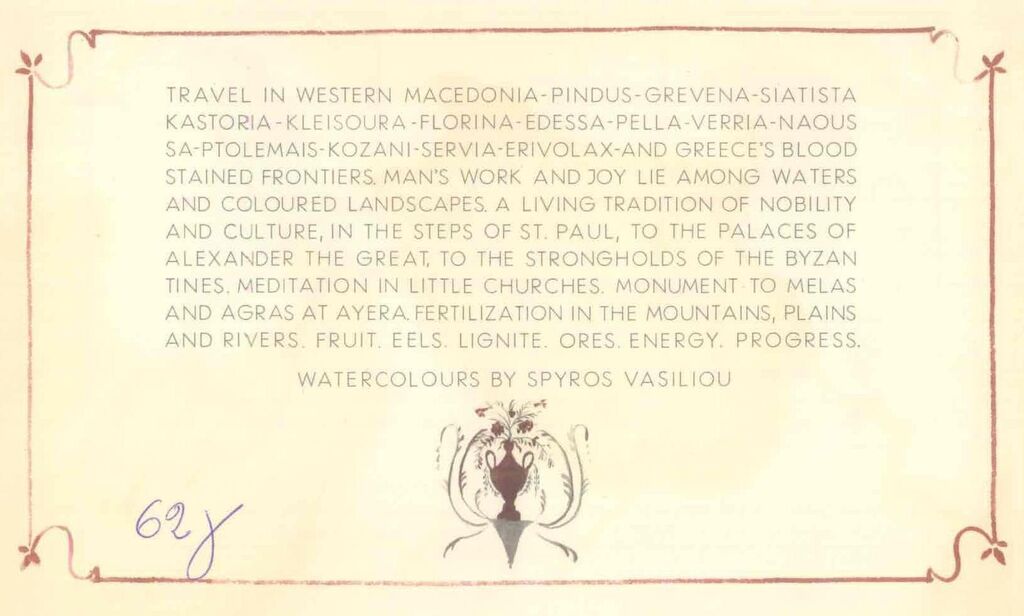 TRAVEL IN WESTERN MACEDONIA-PINDUS-GREVENA-SIATISTA
KASTORIA-KLEISOURA-FLORINA-EDESSA-PELLA-VERRIA-NAOUS
SA-PTOLEMAIS-KOZANI-SERVIA-ERIVOLAX-AND GREECE'S BLOOD
STAINED FRONTIERS. MAN'S WORK AND JOY LIE AMONG WATERS
AND COLOURED LANDSCAPES. A LIVING TRADITION OF NOBILITY
AND CULTURE, IN THE STEPS OF ST. PAUL, TO THE PALACES OF
ALEXANDER THE GREAT, TO THE STRONGHOLDS OF THE BYZAN
TINES. MEDITATION IN LITTLE CHURCHES. MONUMENT TO MELAS
AND AGRAS AT AYERA. FERTILIZATION IN THE MOUNTAINS, PLAINS
AND RIVERS. FRUIT. EELS. LIGNITE. ORES. ENERGY. PROGRESS.
WATERCOLOURS BY SPYROS VASILIOU
62